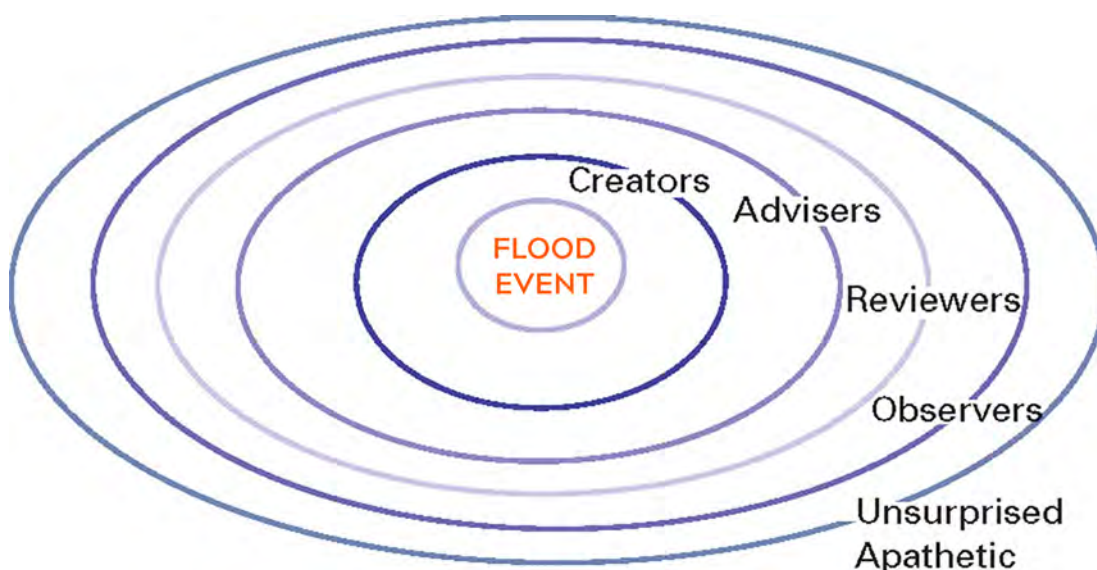 Creators
Advisers
FLOOD
EVENT
Reviewers
Observers
Unsurprised
Apathetic